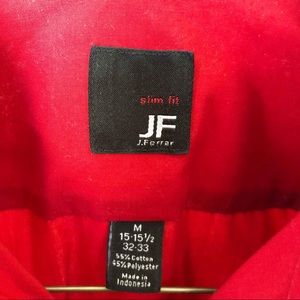 slim fit
JF
J.Ferrar
M
15-15½
32-33
55% Cotton
45% Polyester
Made in
Indonesia